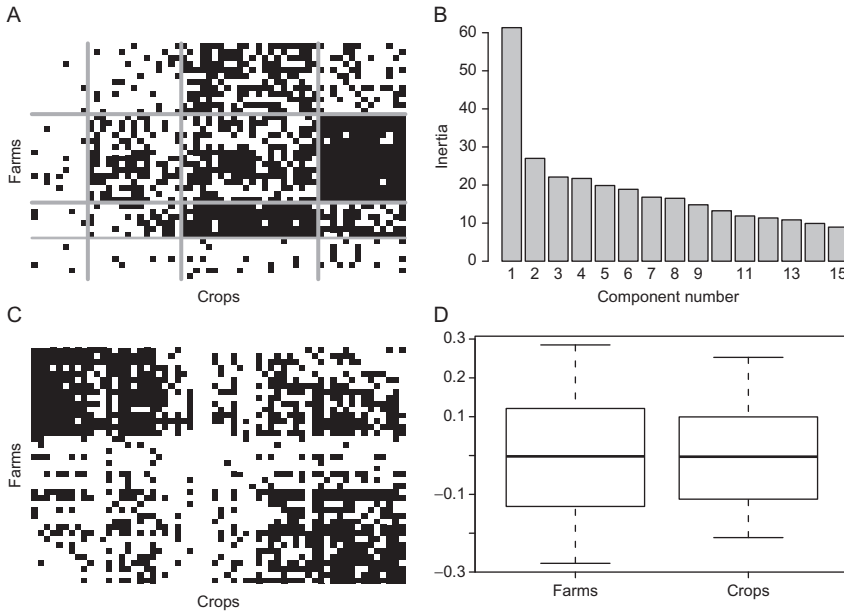 A
Farms
Crops
B
Inertia
60
50
40
30
20
10
0
1 2 3 4 5 6 7 8 9 11 13 15
Component number
C
Farms
Crops
D
0.3
0.2
0.1
−0.1
−0.3
Farms Crops